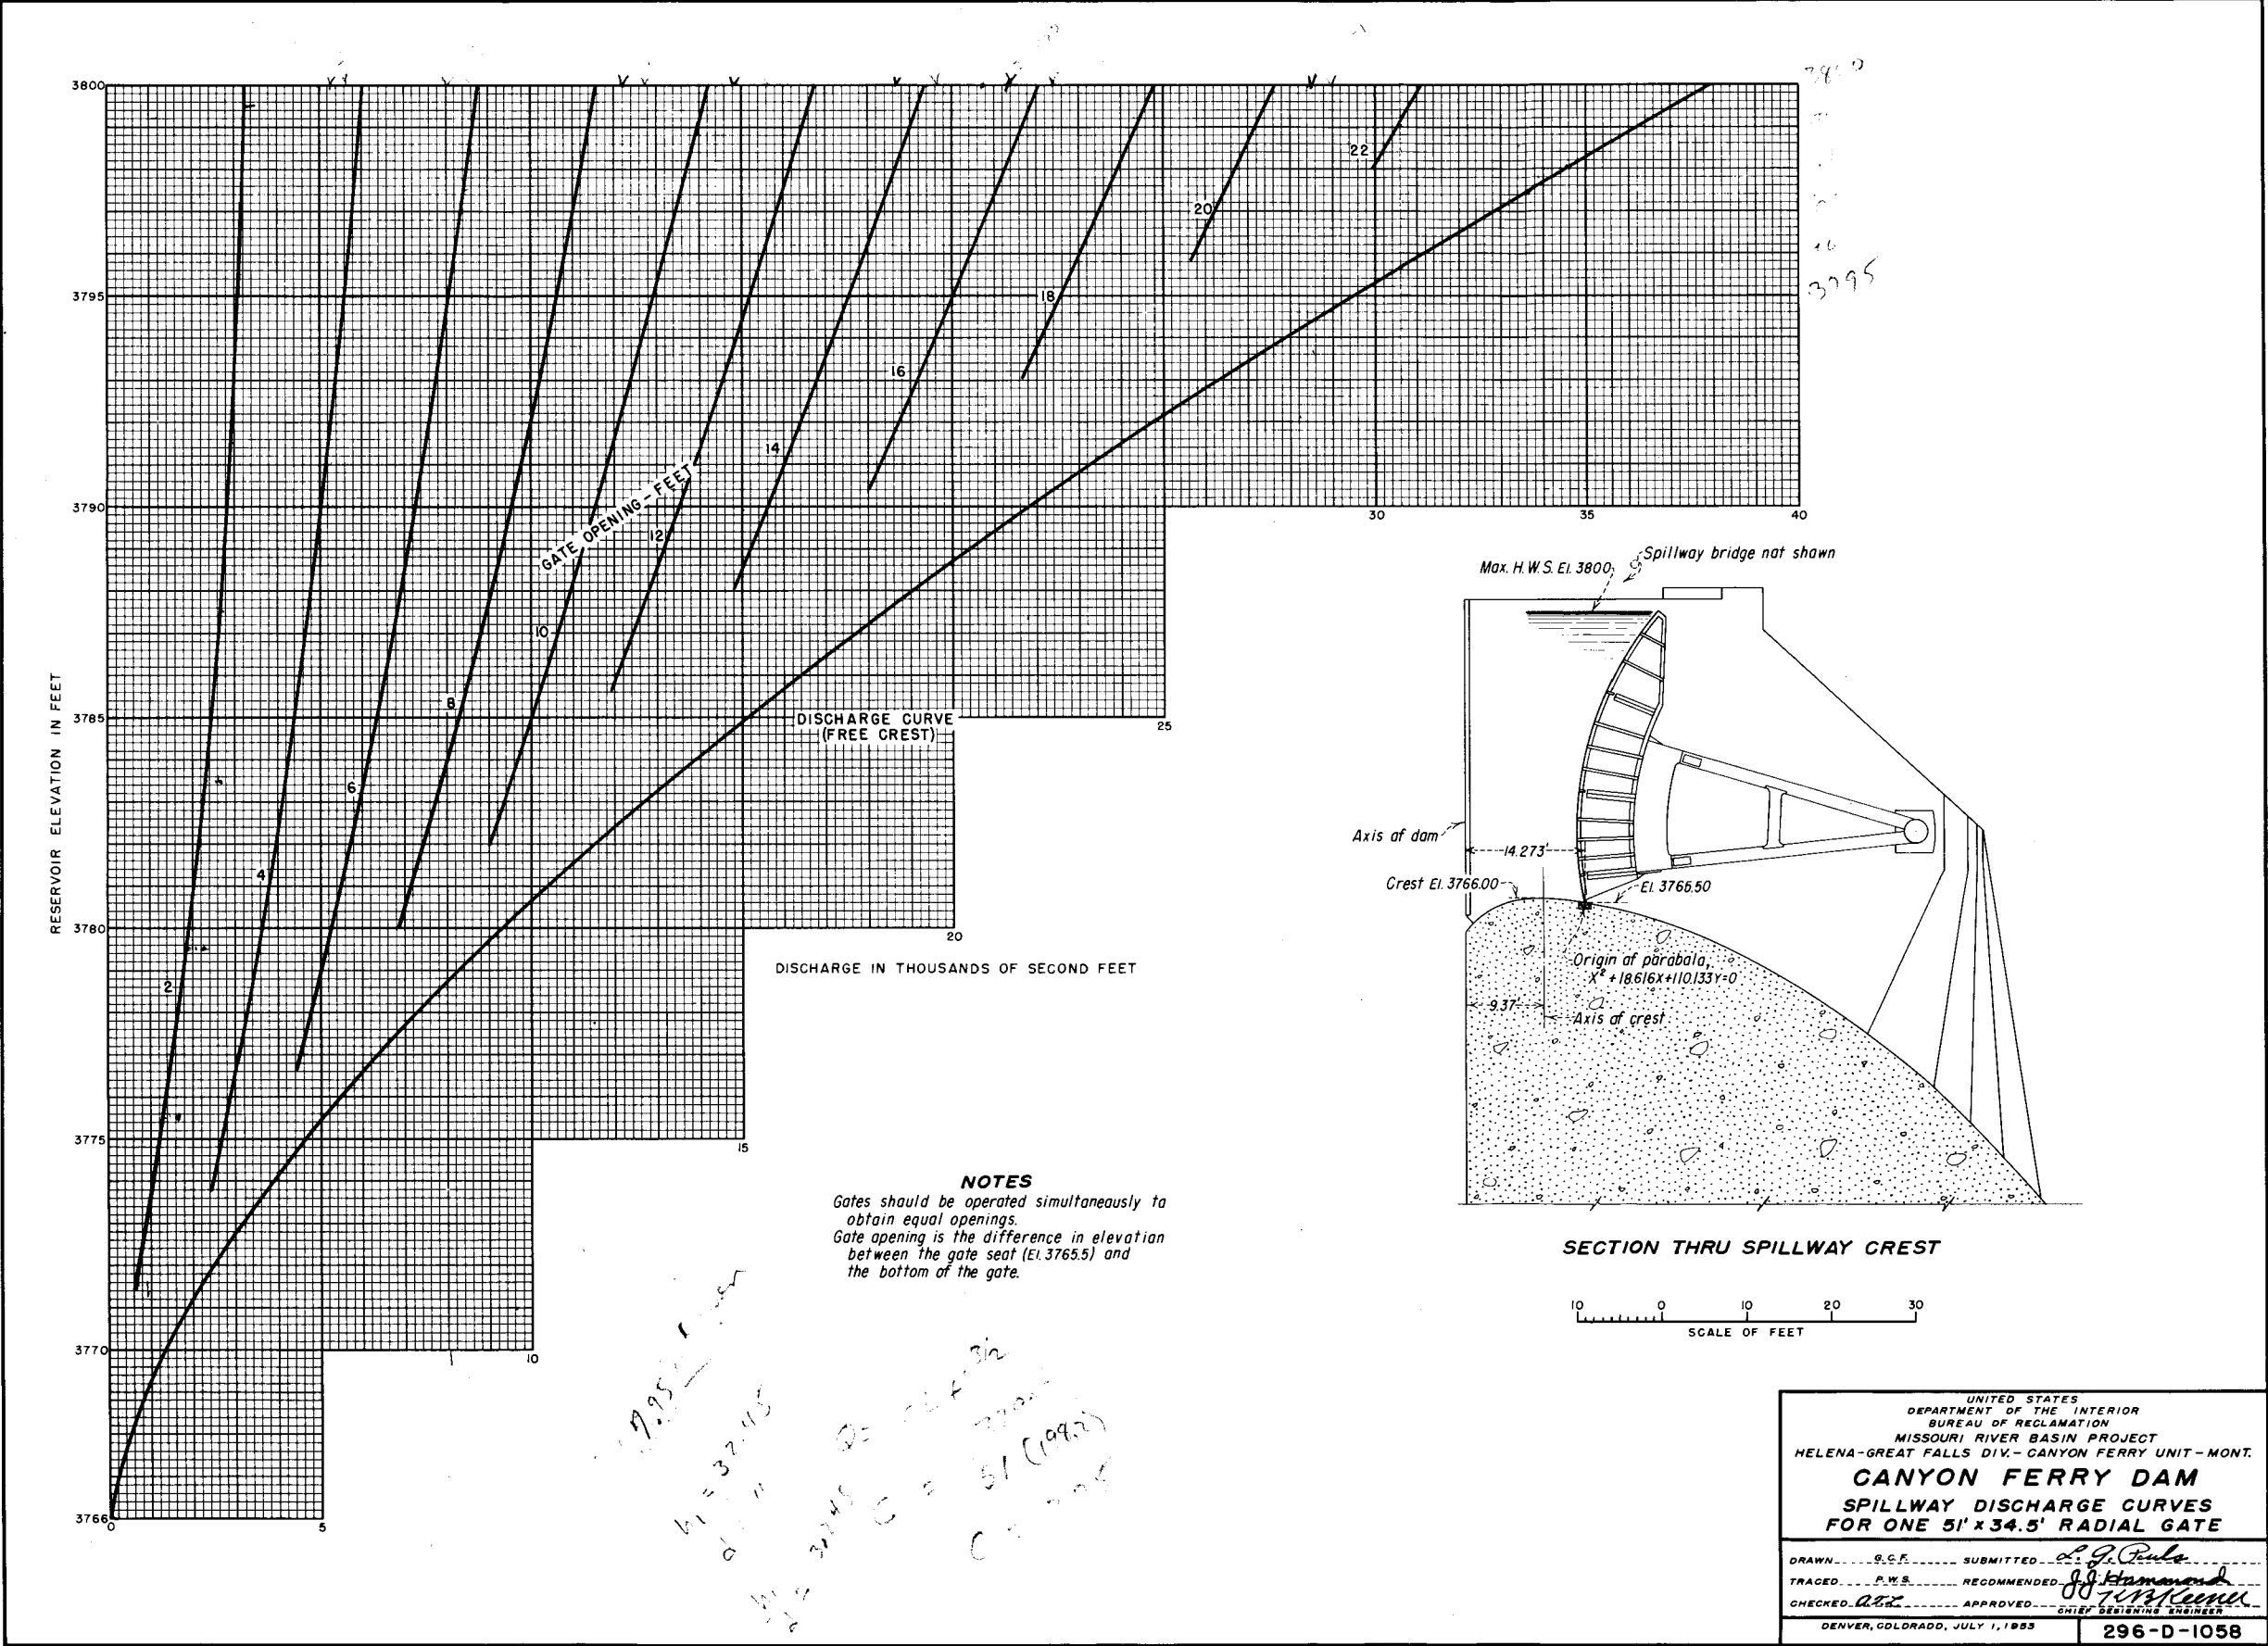 3800
3795
3790
3785
3780
3775
3770
3766
0
5
10
15
20
25
30
35
40
RESERVOIR ELEVATION IN FEET
2
4
6
8
10
12
14
16
18
20
22
GATE OPENING-FEET
DISCHARGE CURVE
(FREE CREST)
DISCHARGE IN THOUSANDS OF SECOND FEET
3795
NOTES
Gates should be operated simultaneously to
obtain equal openings.
Gate opening is the difference in elevation
between the gate seat (El. 3765.5) and
the bottom of the gate.
Spillway bridge not shown
Max. H.W.S. El. 3800
Axis of dam
14.273'
Crest El. 3766.00
El. 3765.50
Origin of parabola,
X² + 18.616X + 110.133Y = 0
9.37'
Axis of crest
SECTION THRU SPILLWAY CREST
10 0 10 20 30
SCALE OF FEET
UNITED STATES
DEPARTMENT OF THE INTERIOR
BUREAU OF RECLAMATION
MISSOURI RIVER BASIN PROJECT
HELENA-GREAT FALLS DIV.-CANYON FERRY UNIT-MONT.
CANYON FERRY DAM
SPILLWAY DISCHARGE CURVES
FOR ONE 51' x 34.5' RADIAL GATE
DRAWN G.C.F. SUBMITTED L. G. Puls
TRACED P.W.S. RECOMMENDED J.J. Hammond
CHECKED APPROVED K B Keener
CHIEF DESIGNING ENGINEER
DENVER, COLORADO, JULY 1, 1953
296-D-1058